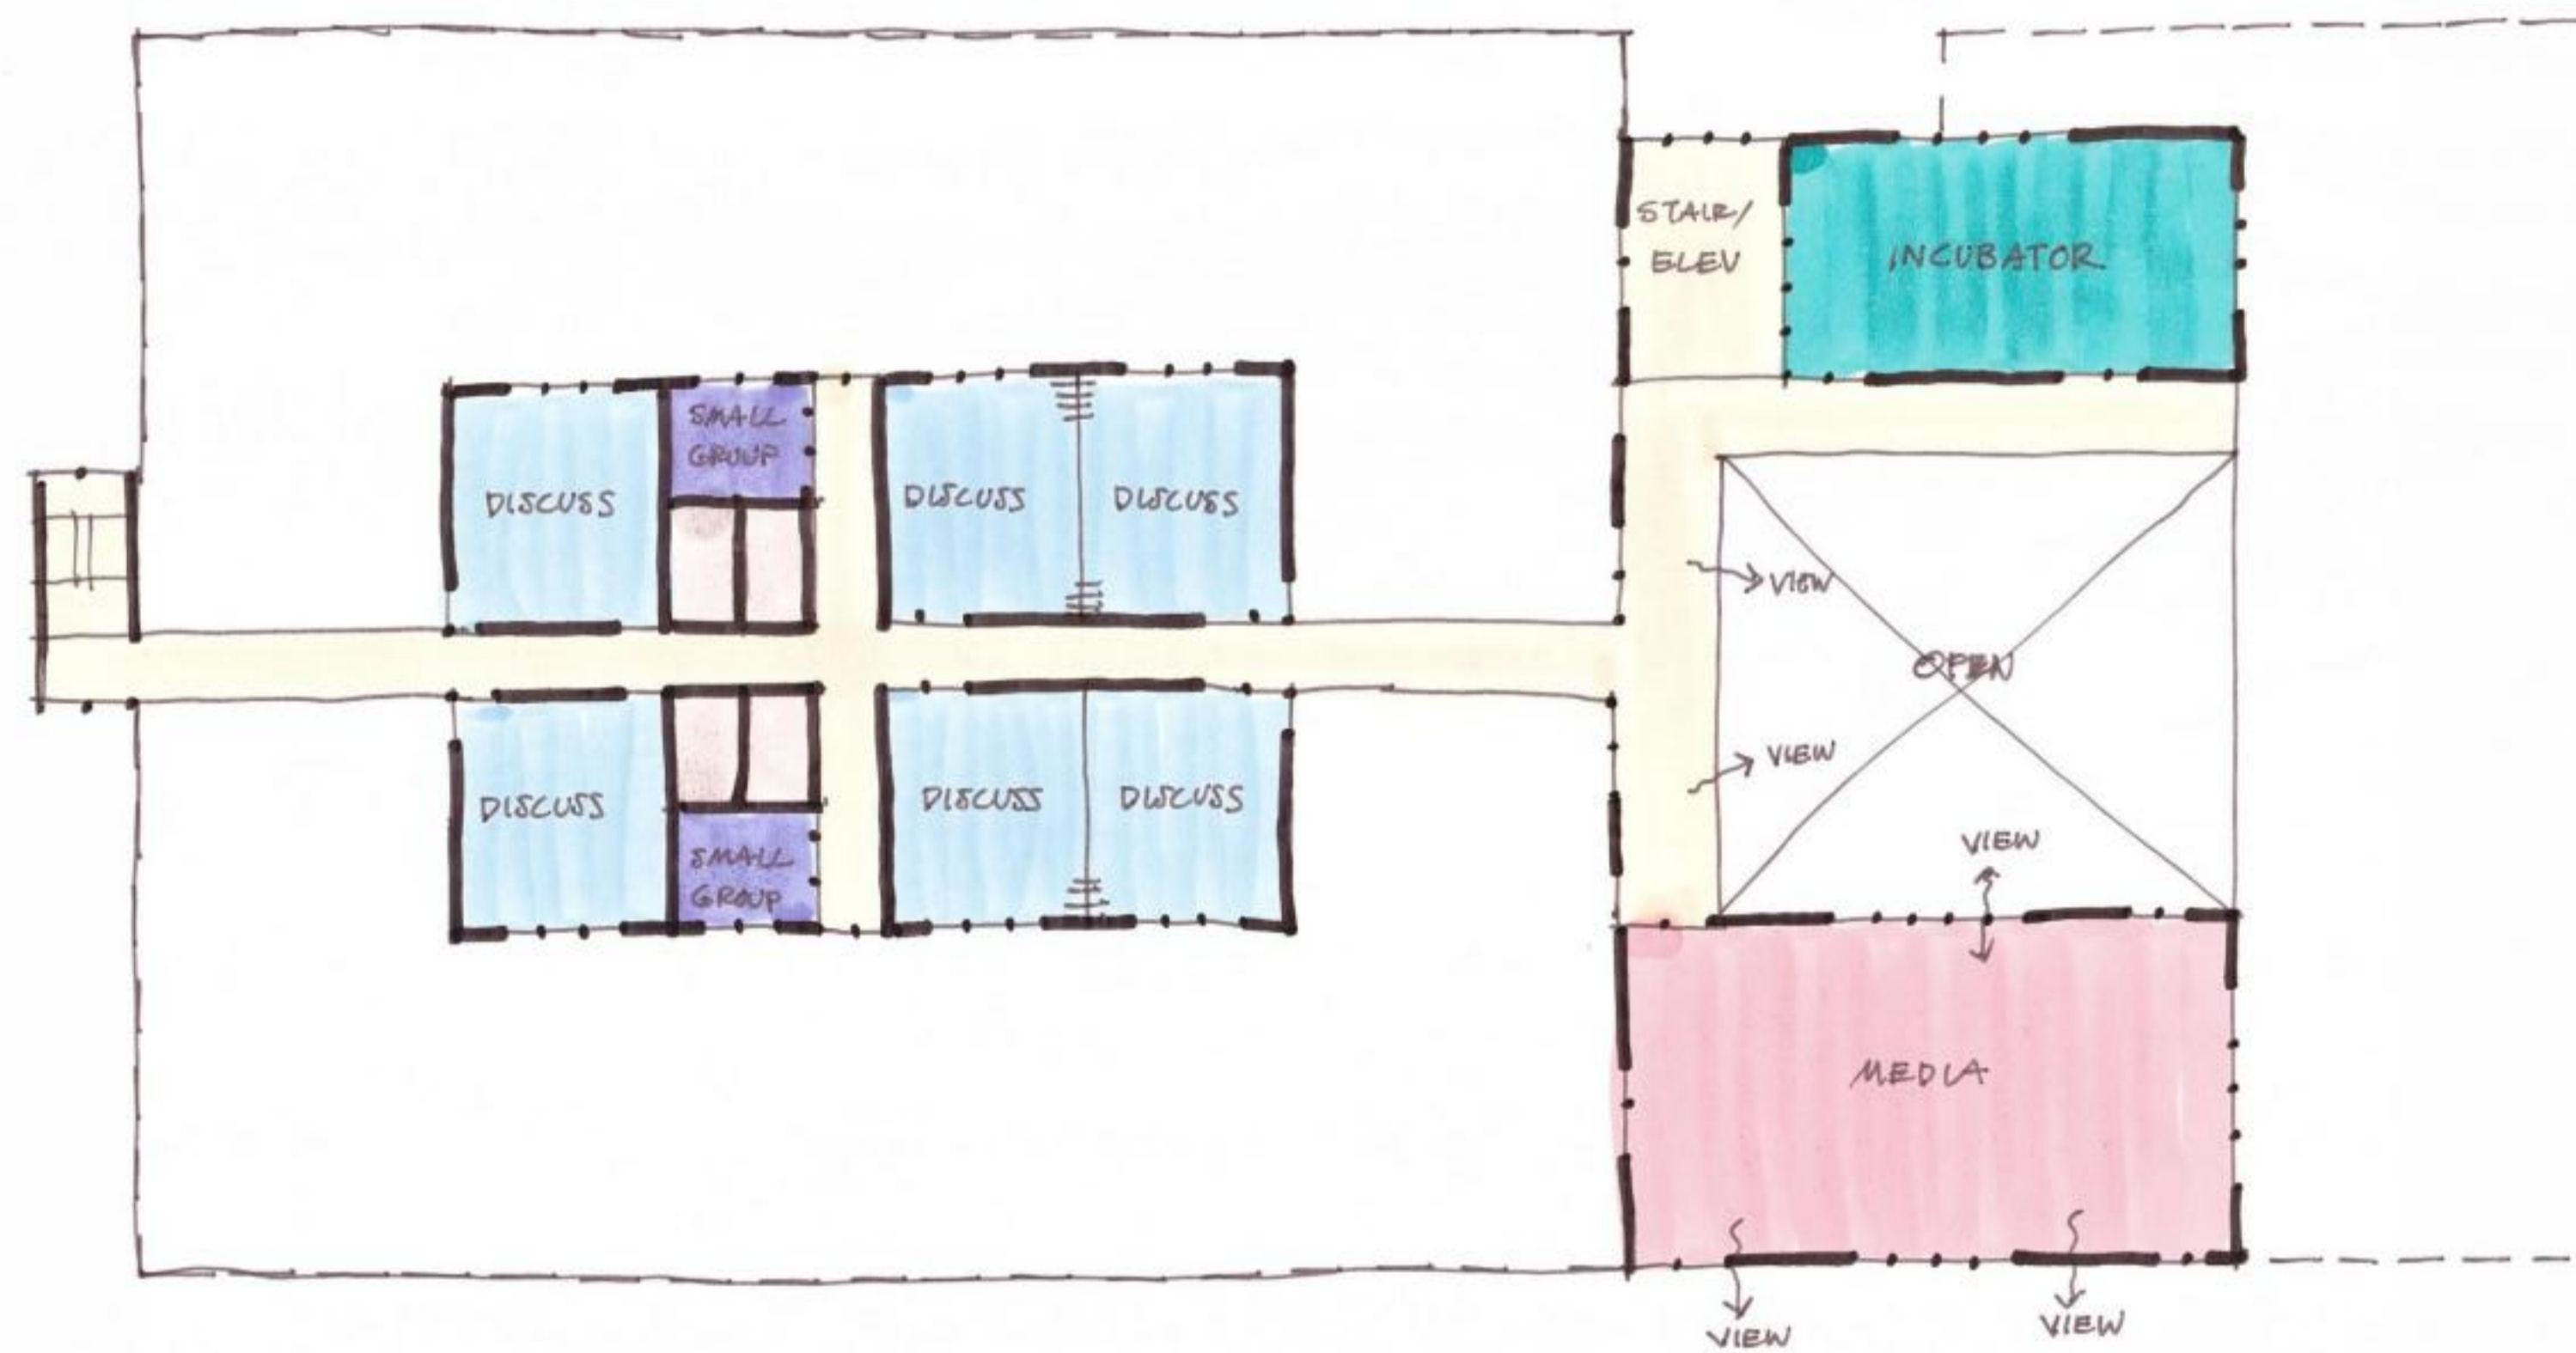 STAIR/
ELEV
INCUBATOR
SMALL
GROUP
DISCUSS
DISCUSS
DISCUSS
VIEW
OPEN
VIEW
DISCUSS
SMALL
GROUP
DISCUSS
DISCUSS
VIEW
MEDIA
VIEW
VIEW